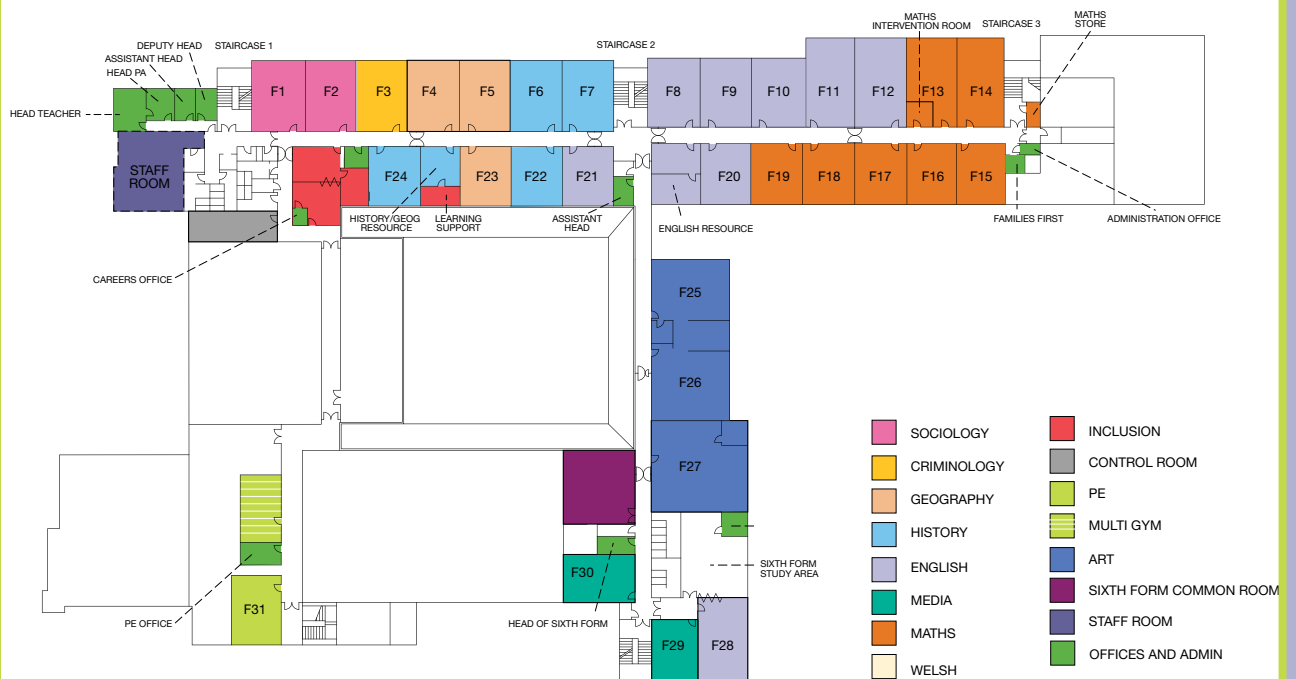 MATHS
INTERVENTION ROOM
STAIRCASE 3
MATHS
STORE
DEPUTY HEAD
STAIRCASE 1
STAIRCASE 2
ASSISTANT HEAD
HEAD PA
HEAD TEACHER
F1
F2
F3
F4
F5
F6
F7
F8
F9
F10
F11
F12
F13
F14
STAFF
ROOM
F24
F23
F22
F21
F20
F19
F18
F17
F16
F15
HISTORY/GEOG
RESOURCE
LEARNING
SUPPORT
ASSISTANT
HEAD
ENGLISH RESOURCE
FAMILIES FIRST
ADMINISTRATION OFFICE
CAREERS OFFICE
F25
F26
F27
F30
SIXTH FORM
STUDY AREA
F31
PE OFFICE
HEAD OF SIXTH FORM
F29
F28
SOCIOLOGY
CRIMINOLOGY
GEOGRAPHY
HISTORY
ENGLISH
MEDIA
MATHS
WELSH
INCLUSION
CONTROL ROOM
PE
MULTI GYM
ART
SIXTH FORM COMMON ROOM
STAFF ROOM
OFFICES AND ADMIN